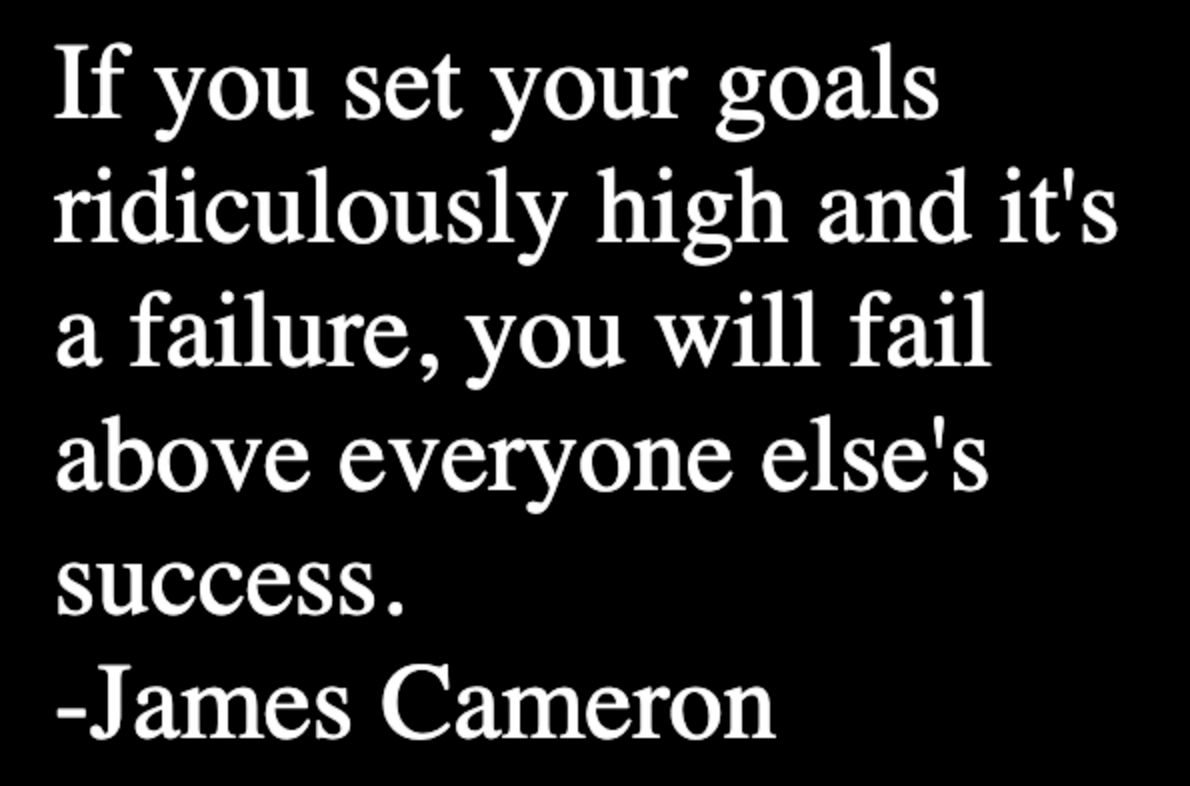 If you set your goals
ridiculously high and it's
a failure, you will fail
above everyone else's
success.
-James Cameron